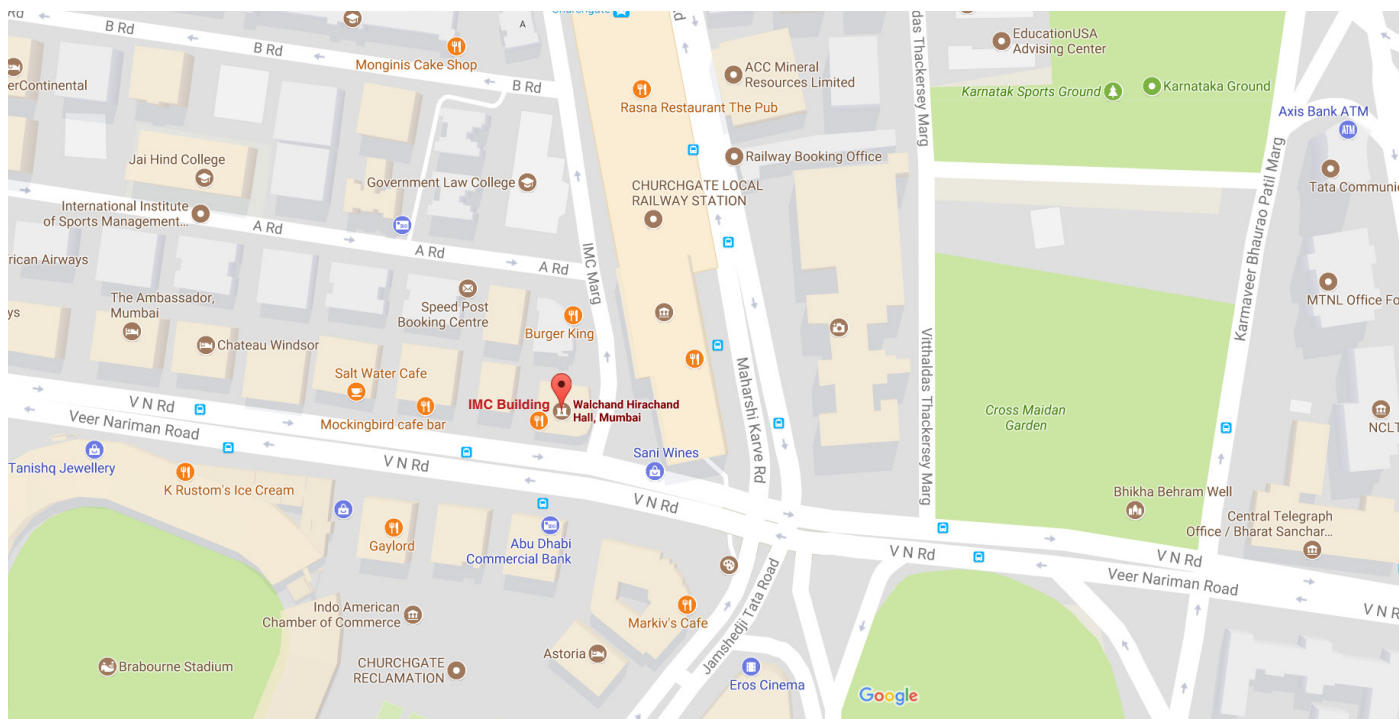 Churchgate
B Rd
B Rd
B Rd
A
Rd
das Thackersey Marg
Monginis Cake Shop
erContinental
EducationUSA
Advising Center
ACC Mineral
Resources Limited
Rasna Restaurant The Pub
Karnatak Sports Ground
Karnataka Ground
Axis Bank ATM
ATM
Jai Hind College
Railway Booking Office
Government Law College
CHURCHGATE LOCAL
RAILWAY STATION
Tata Communi
International Institute
of Sports Management...
A Rd
A Rd
A Rd
IMC Marg
Karmaveer Bhaurao Patil Marg
rican Airways
ys
The Ambassador,
Mumbai
Speed Post
Booking Centre
MTNL Office Fo
Burger King
Chateau Windsor
Salt Water Cafe
Maharshi Karve Rd
Vitthaldas Thackersey Marg
V N Rd
Veer Nariman Road
Mockingbird cafe bar
IMC Building
Walchand Hirachand
Hall, Mumbai
Cross Maidan
Garden
NCLT
Tanishq Jewellery
V N Rd
Sani Wines
K Rustom's Ice Cream
V N Rd
Bhikha Behram Well
Central Telegraph
Office / Bharat Sanchar...
Gaylord
Abu Dhabi
Commercial Bank
V N Rd
V N Rd
Veer Nariman Road
V N R
Indo American
Chamber of Commerce
Markiv's Cafe
Jamshedji Tata Road
Astoria
Brabourne Stadium
CHURCHGATE
RECLAMATION
Eros Cinema
Google